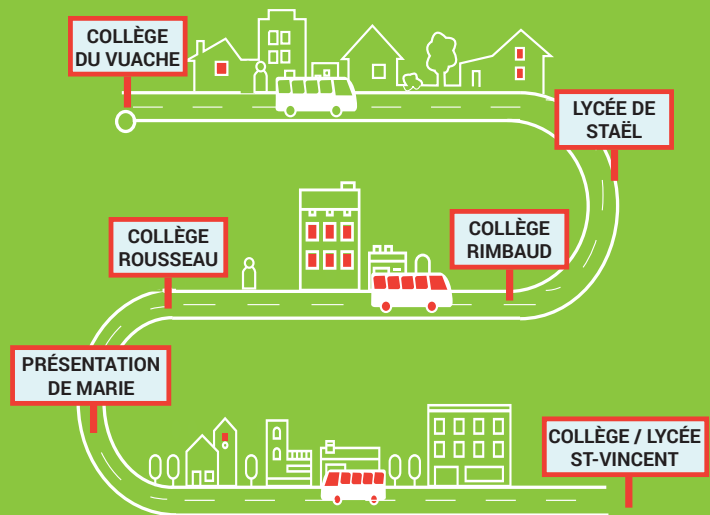 COLLÈGE
DU VUACHE
LYCÉE DE
STAËL
COLLÈGE
RIMBAUD
COLLÈGE
ROUSSEAU
PRÉSENTATION
DE MARIE
COLLÈGE / LYCÉE
ST-VINCENT